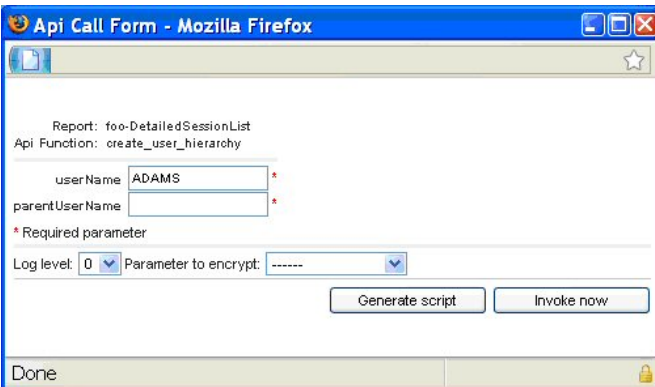 Api Call Form - Mozilla Firefox
Report: foo-DetailedSessionList
Api Function: create_user_hierarchy
userName ADAMS *
parentUserName *
* Required parameter
Log level: 0 Parameter to encrypt: ------
Generate script Invoke now
Done